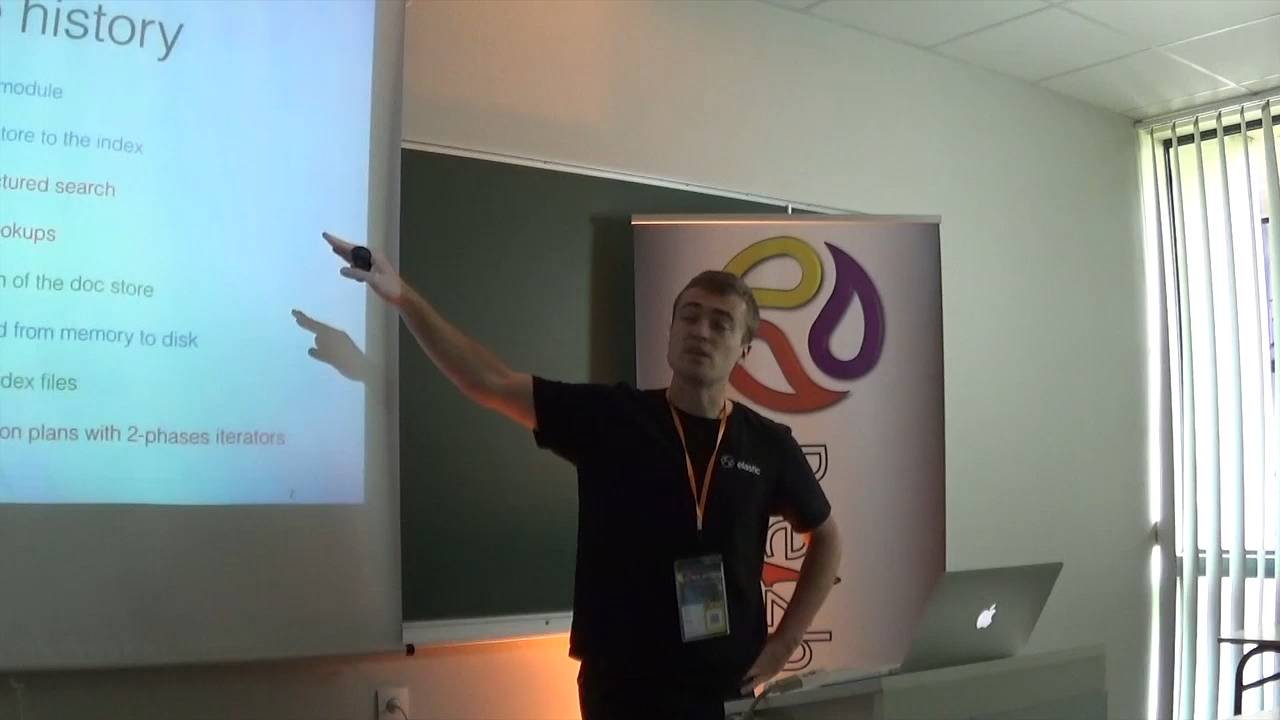 history
module
tore to the index
ctured search
okups
n of the doc store
d from memory to disk
dex files
on plans with 2-phases iterators
7
elastic